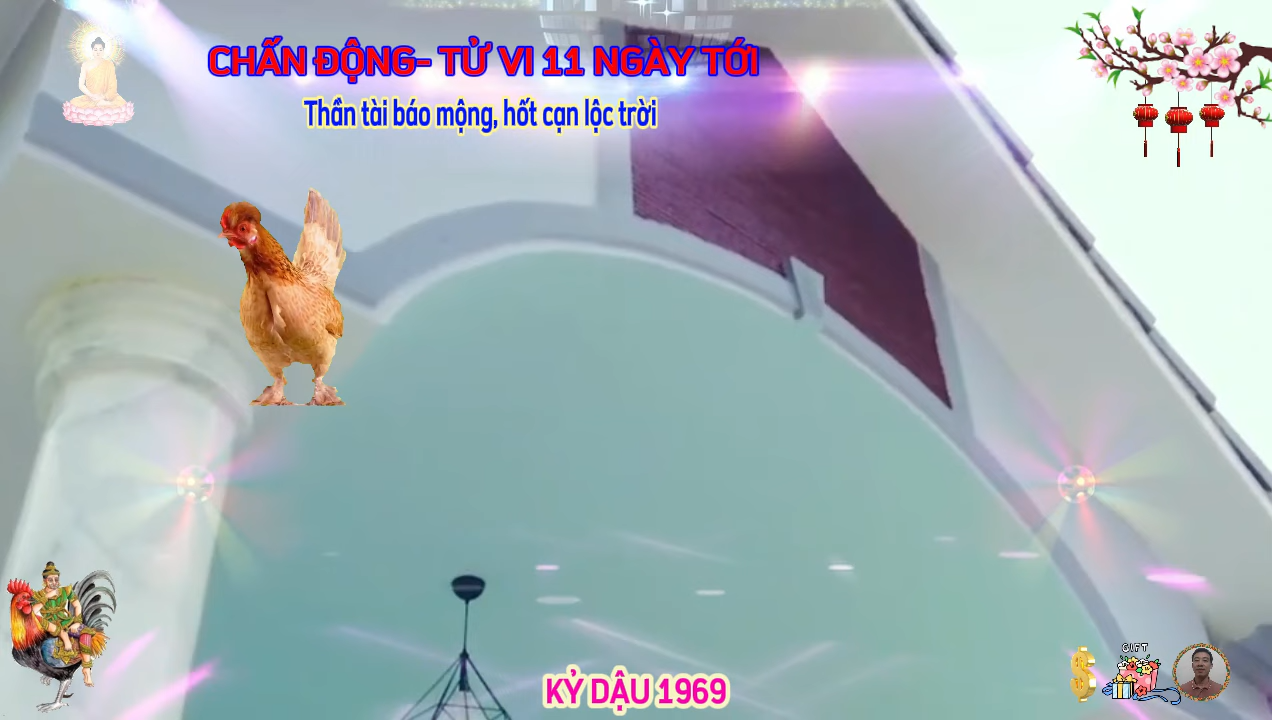 CHẤN ĐỘNG- TỬ VI 11 NGÀY TỚI
Thần tài báo mộng, hốt cạn lộc trời
GIFT
KỶ DẬU 1969